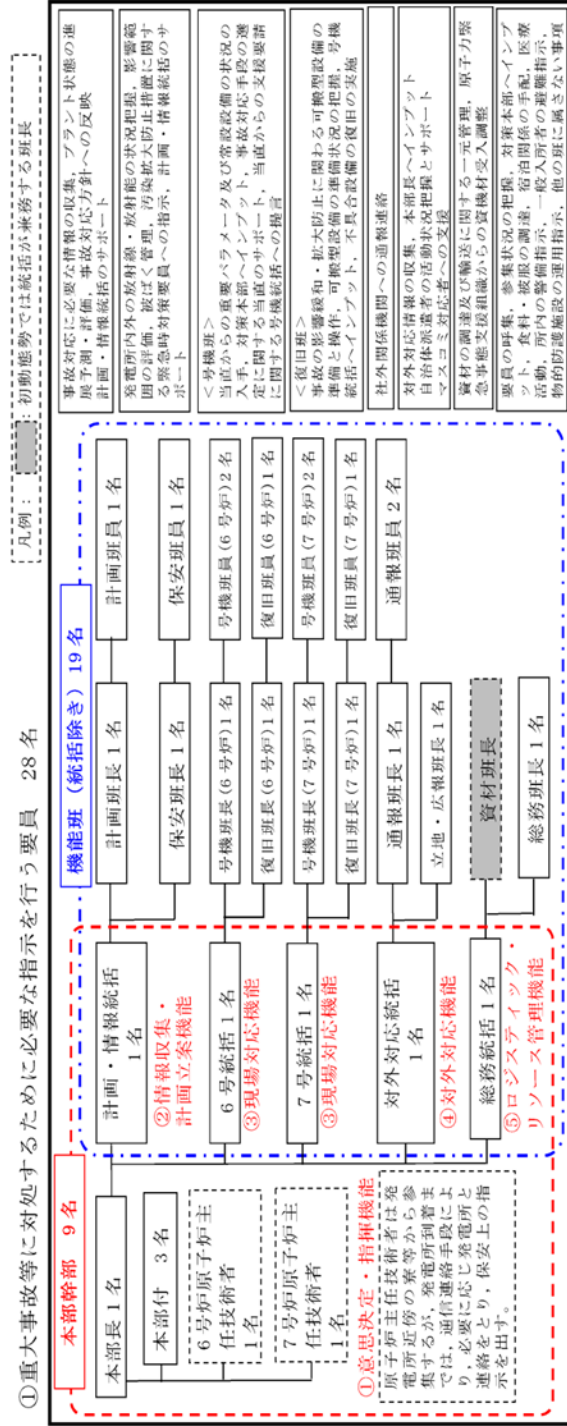 ①重大事故等に対処するために必要な指示を行う要員　28名
凡例：　：初動態勢では統括が兼務する班長
本部幹部　9名
機能班（統括除き）19名
本部長1名
本部付　3名
6号炉原子炉主
任技術者
1名
7号炉原子炉主
任技術者
1名
①意思決定・指揮機能
原子炉主任技術者は発
電所近傍の寮等から参
集するが，発電所到着ま
では，通信連絡手段によ
り，必要に応じ発電所と
連絡をとり，保安上の指
示を出す。
計画・情報統括
1名
②情報収集・
計画立案機能
6号統括1名
③現場対応機能
7号統括1名
③現場対応機能
対外対応統括
1名
④対外対応機能
総務統括1名
⑤ロジスティック・
リソース管理機能
計画班長1名
計画班員1名
保安班長1名
保安班員1名
号機班長(6号炉)1名
号機班員(6号炉)2名
復旧班長(6号炉)1名
復旧班員(6号炉)1名
号機班長(7号炉)1名
号機班員(7号炉)2名
復旧班長(7号炉)1名
復旧班員(7号炉)1名
通報班長1名
通報班員2名
立地・広報班長1名
資材班長
総務班長1名
事故対応に必要な情報の収集，プラント状態の進
展予測・評価，事故対応方針への反映
計画・情報統括のサポート
発電所内外の放射線・放射能の状況把握，影響範
囲の評価，被ばく管理，汚染拡大防止措置に関す
る緊急時対策要員への指示，計画・情報統括のサ
ポート
＜号機班＞
当直からの重要パラメータ及び常設設備の状況の
入手，対策本部へインプット，事故対応手段の選
定に関する当直のサポート，当直からの支援要請
に関する号機統括への提言
＜復旧班＞
事故の影響緩和・拡大防止に関わる可搬型設備の
準備と操作，可搬型設備の準備状況の把握，号機
統括へインプット，不具合設備の復旧の実施
社外関係機関への通報連絡
対外対応情報の収集，本部長へインプット
自治体派遣者の活動状況把握とサポート
マスコミ対応者への支援
資材の調達及び輸送に関する一元管理，原子力緊
急事態支援組織からの資機材受入調整
要員の呼集，参集状況の把握，対策本部へインプ
ット，食料・被服の調達，宿泊関係の手配，医療
活動，所内の警備指示，一般入所者の避難指示，
物的防護施設の運用指示，他の班に属さない事項